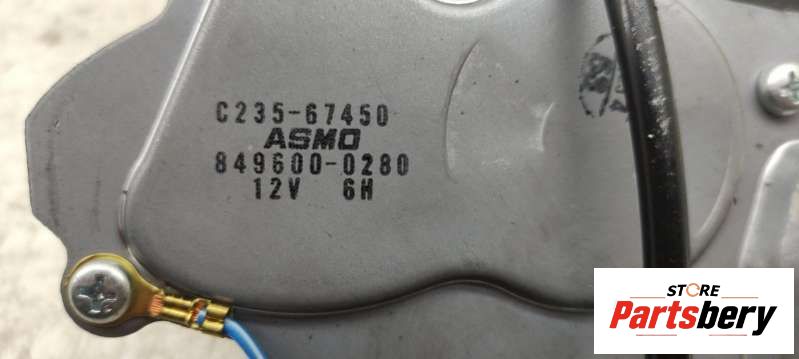 C235-67450
ASMO
849600-0280
12V 6H
STORE
Partsbery